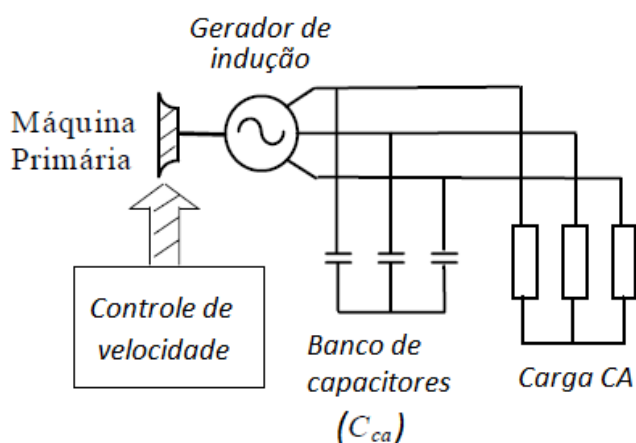 Gerador de
indução
Máquina
Primária
Controle de
velocidade
Banco de
capacitores
(C_ca)
Carga CA